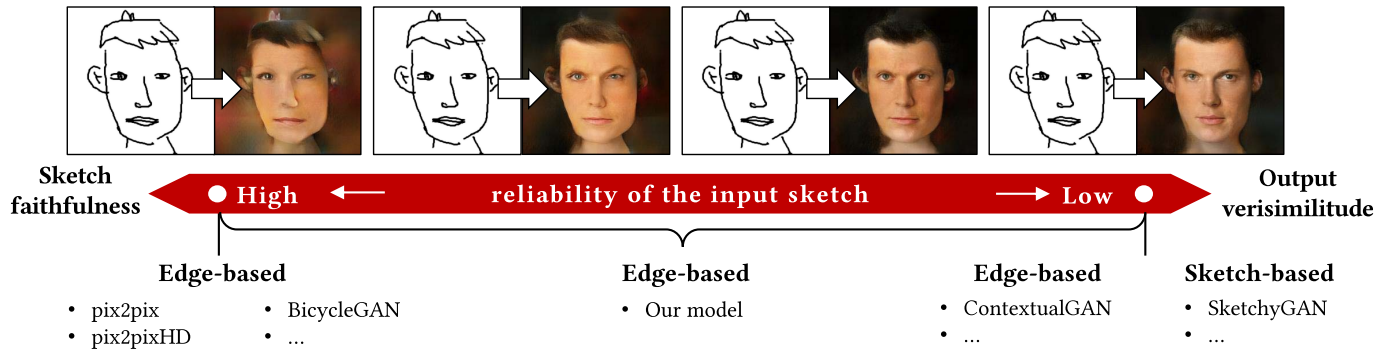 Sketch
faithfulness
High
reliability of the input sketch
Low
Output
verisimilitude
Edge-based
• pix2pix
• pix2pixHD
• BicycleGAN
• ...
Edge-based
• Our model
Edge-based
• ContextualGAN
• ...
Sketch-based
• SketchyGAN
• ...